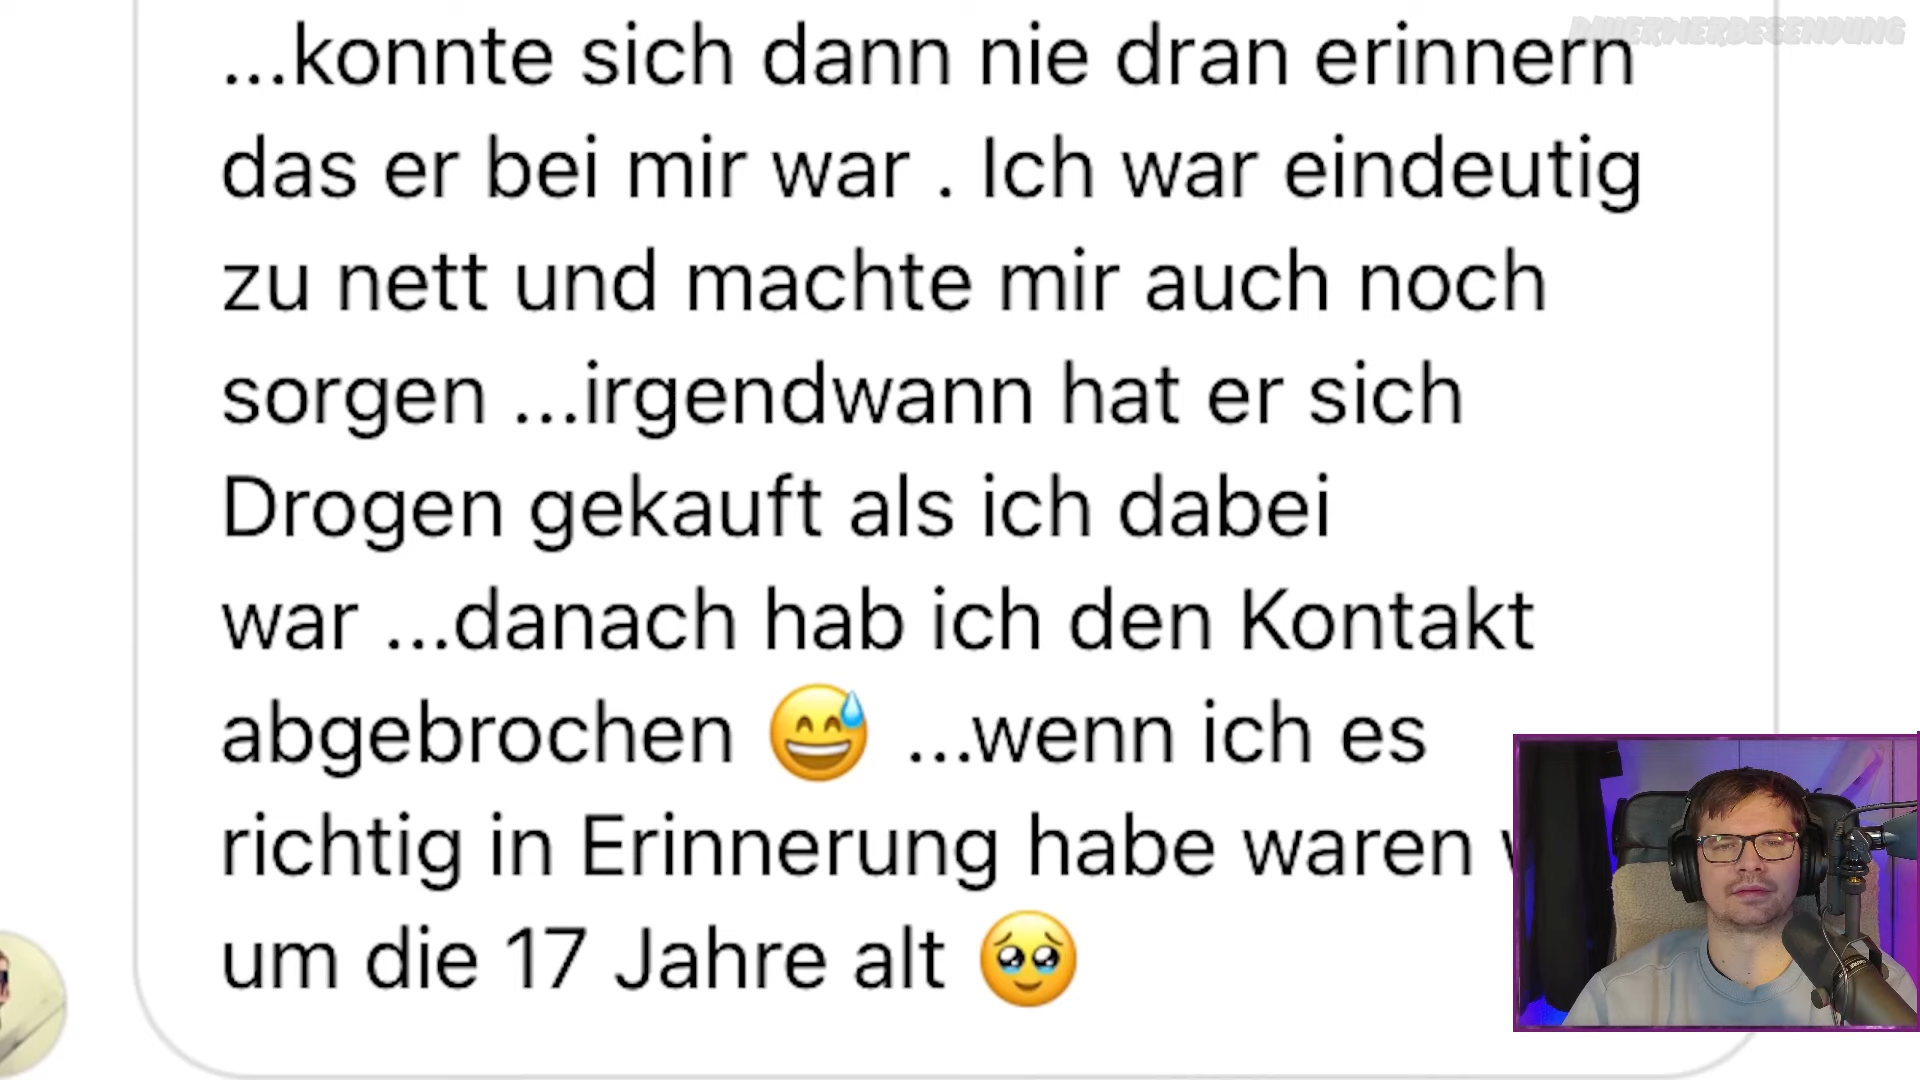 DAUERWERBESENDUNG
...konnte sich dann nie dran erinnern
das er bei mir war . Ich war eindeutig
zu nett und machte mir auch noch
sorgen ...irgendwann hat er sich
Drogen gekauft als ich dabei
war ...danach hab ich den Kontakt
abgebrochen 😅 ...wenn ich es
richtig in Erinnerung habe waren
um die 17 Jahre alt 🥹